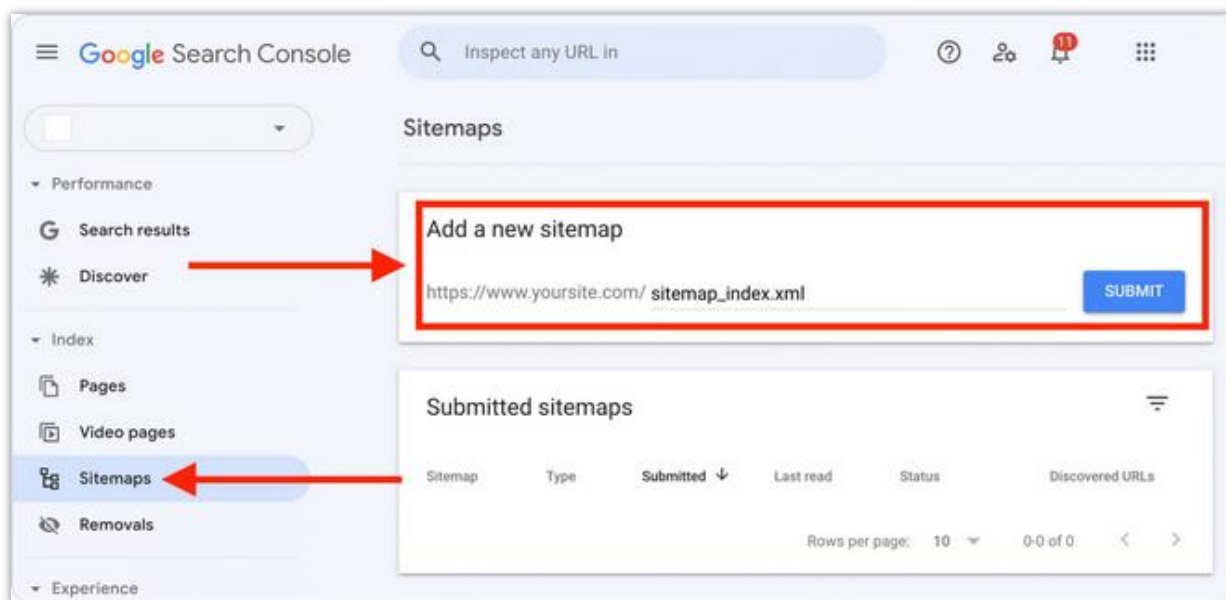 Google Search Console
Inspect any URL in
11
Sitemaps
Performance
Search results
Discover
Index
Pages
Video pages
Sitemaps
Removals
Experience
Add a new sitemap
https://www.yoursite.com/ sitemap_index.xml
SUBMIT
Submitted sitemaps
Sitemap Type Submitted Last read Status Discovered URLs
Rows per page: 10 0-0 of 0